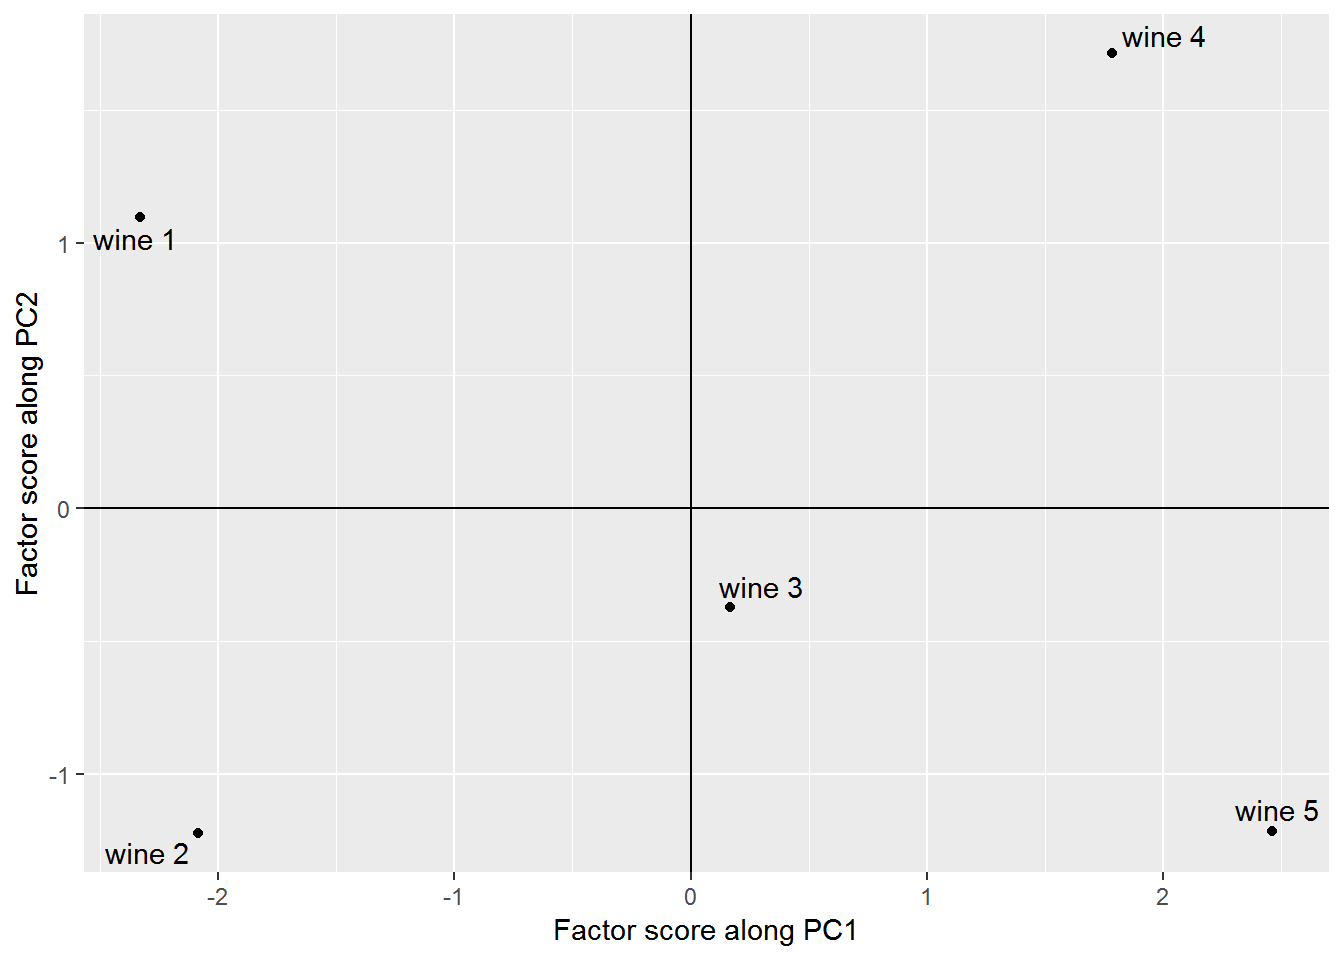 wine 4
wine 1
wine 3
wine 5
wine 2
1
0
-1
-2
-1
0
1
2
Factor score along PC1
Factor score along PC2